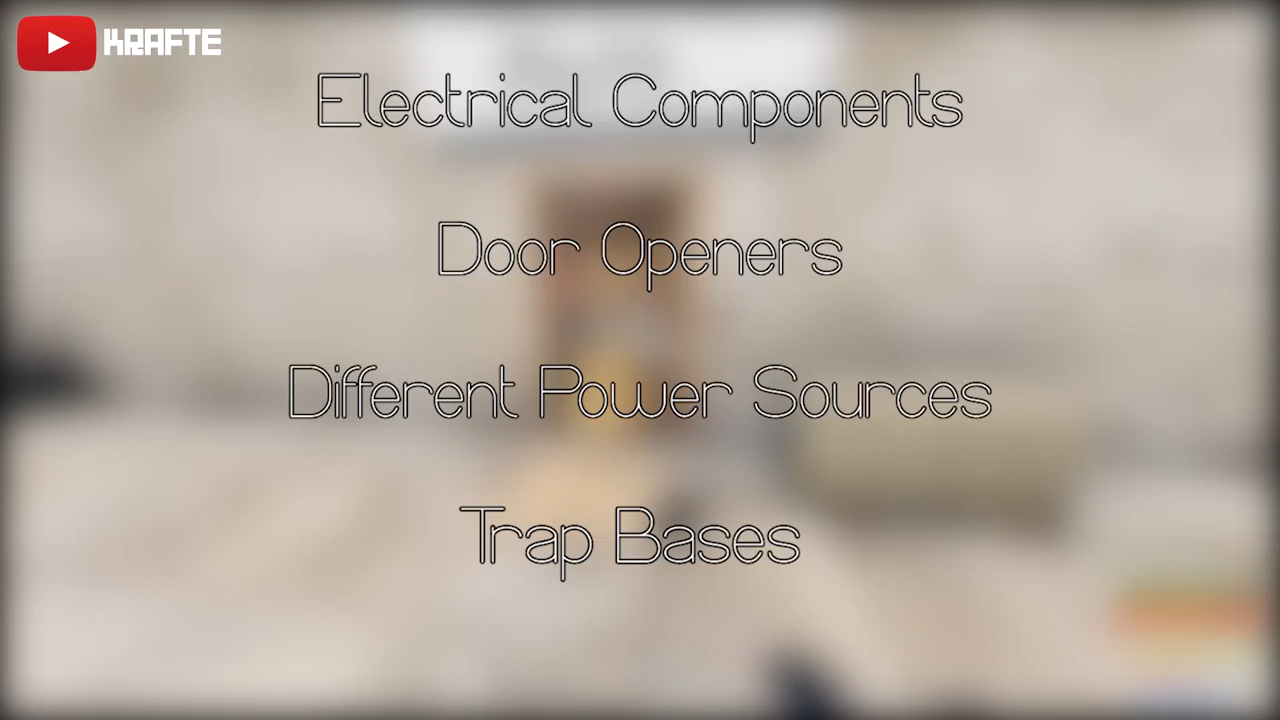 KRAFTE
Electrical Components
Door Openers
Different Power Sources
Trap Bases